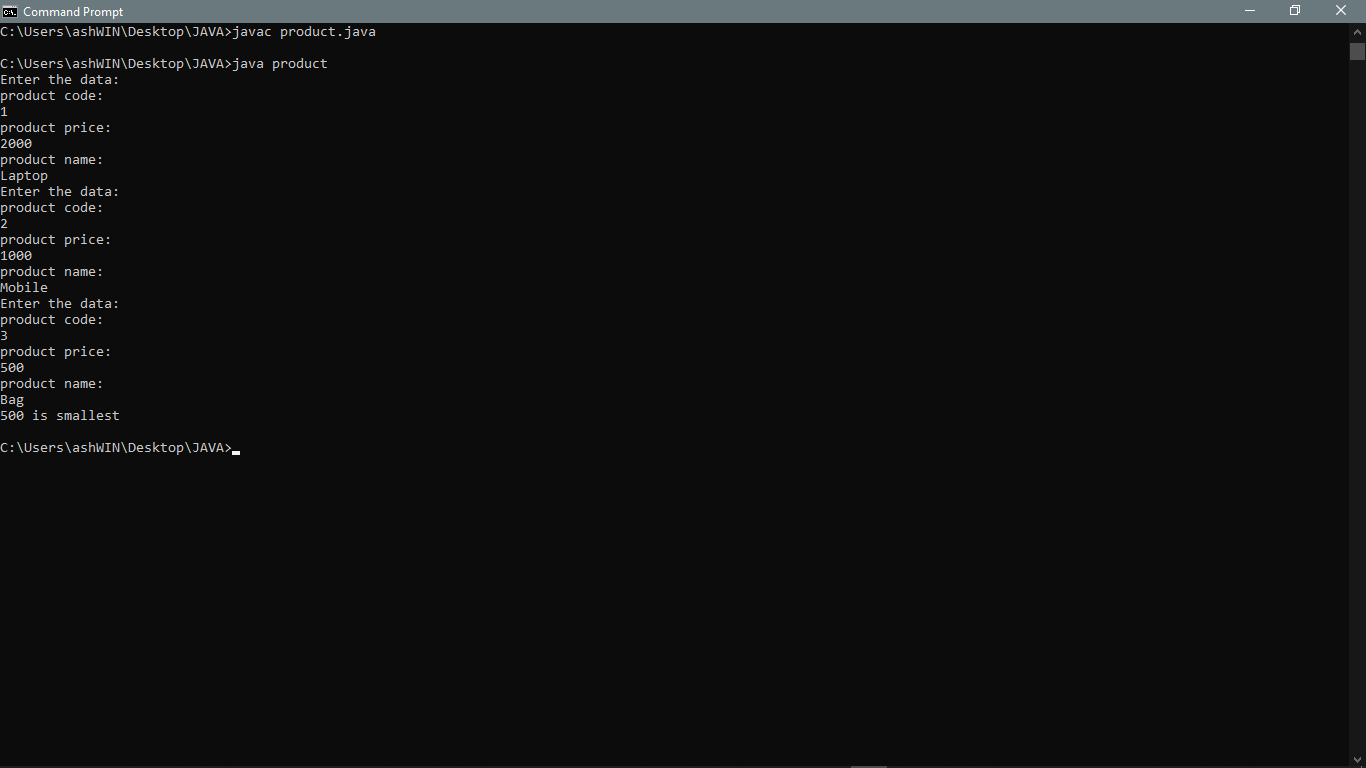 Command Prompt
C:\Users\ashWIN\Desktop\JAVA>javac product.java
C:\Users\ashWIN\Desktop\JAVA>java product
Enter the data:
product code:
1
product price:
2000
product name:
Laptop
Enter the data:
product code:
2
product price:
1000
product name:
Mobile
Enter the data:
product code:
3
product price:
500
product name:
Bag
500 is smallest
C:\Users\ashWIN\Desktop\JAVA>